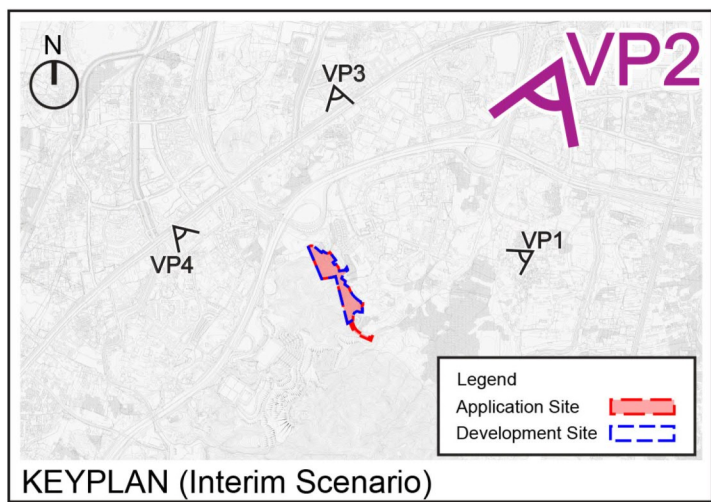 N
VP3
VP2
VP4
VP1
Legend
Application Site
Development Site
KEYPLAN (Interim Scenario)